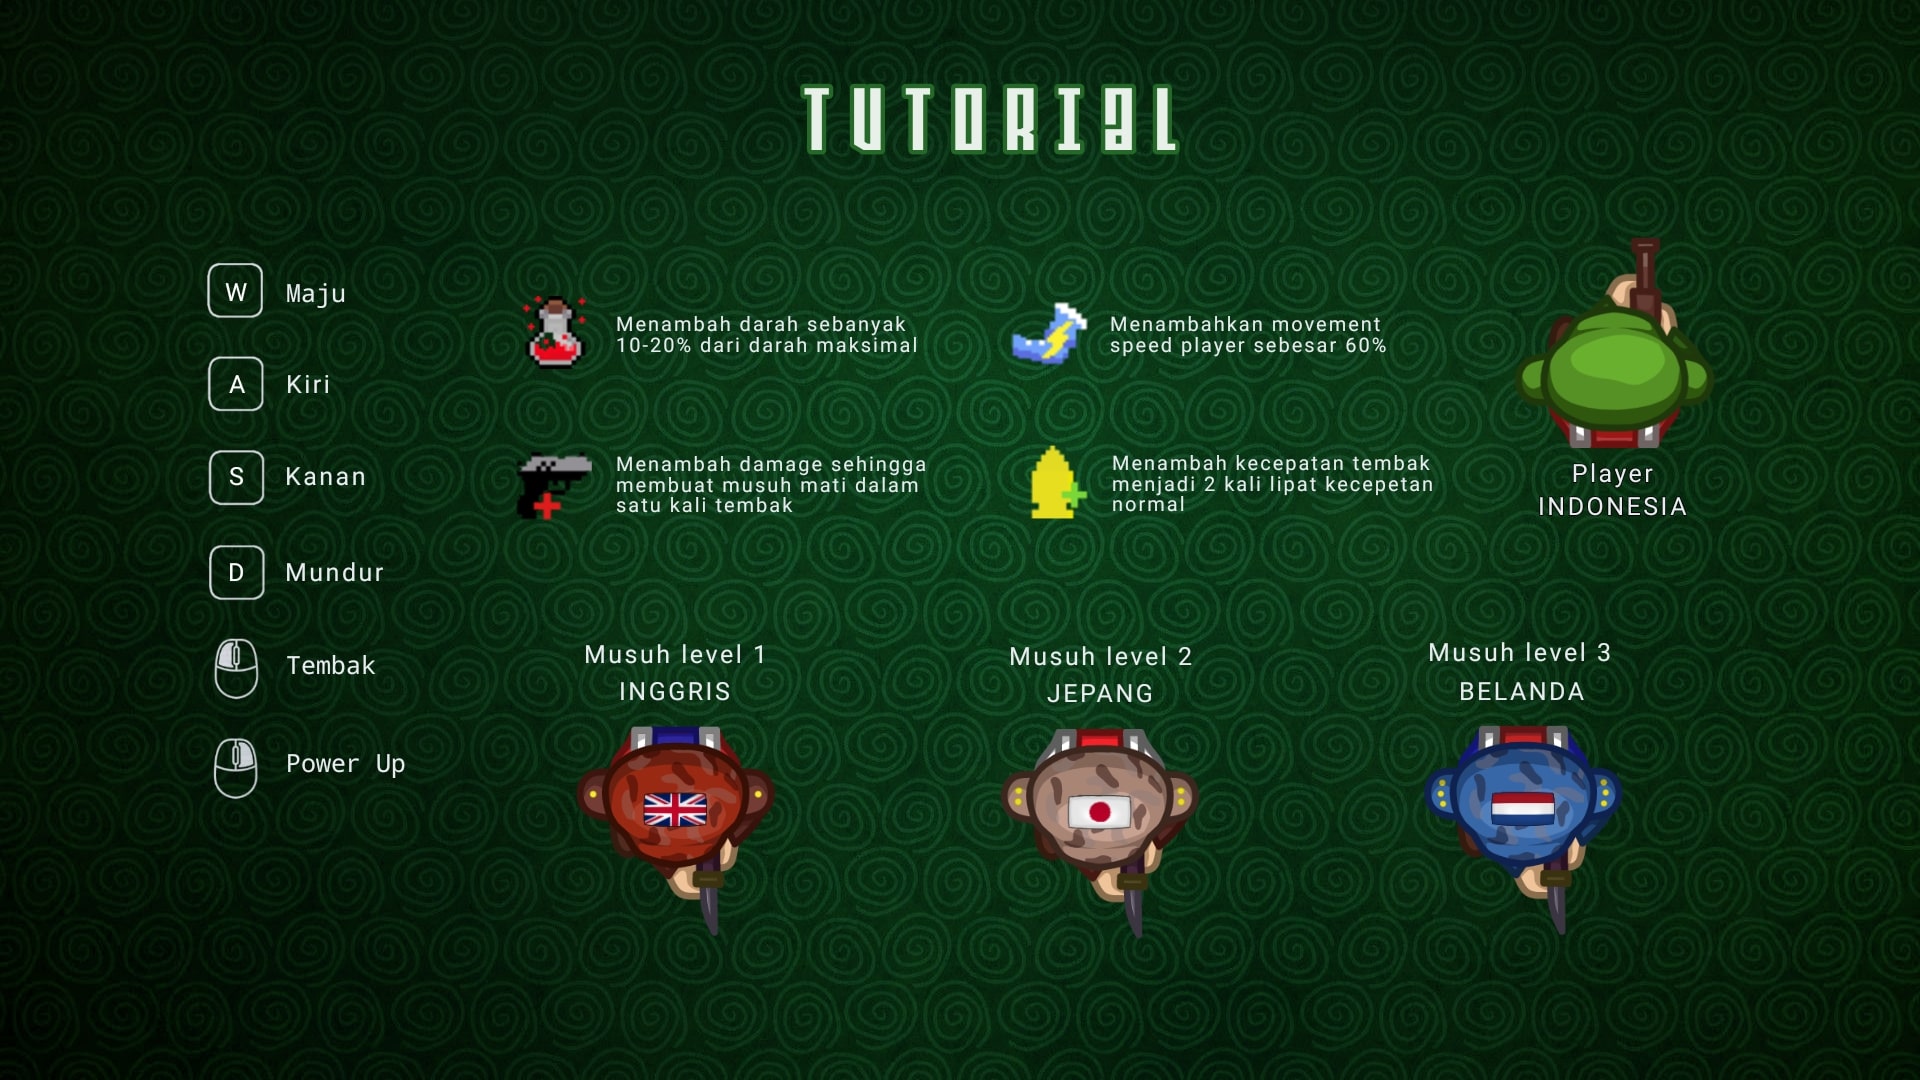 TUTORIAL
W Maju
A Kiri
S Kanan
D Mundur
Tembak
Power Up
Menambah darah sebanyak
10-20% dari darah maksimal
Menambahkan movement
speed player sebesar 60%
Menambah damage sehingga
membuat musuh mati dalam
satu kali tembak
Menambah kecepatan tembak
menjadi 2 kali lipat kecepetan
normal
Player
INDONESIA
Musuh level 1
INGGRIS
Musuh level 2
JEPANG
Musuh level 3
BELANDA